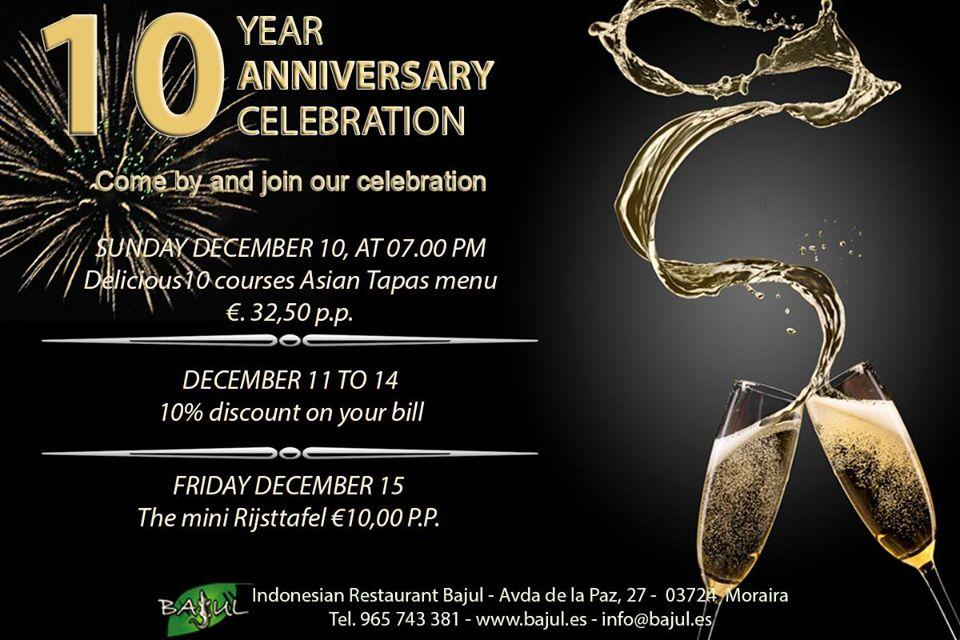 10 YEAR
ANNIVERSARY
CELEBRATION
Come by and join our celebration
SUNDAY DECEMBER 10, AT 07.00 PM
Delicious10 courses Asian Tapas menu
€. 32,50 p.p.
DECEMBER 11 TO 14
10% discount on your bill
FRIDAY DECEMBER 15
The mini Rijsttafel €10,00 P.P.
BAJUL
Indonesian Restaurant Bajul - Avda de la Paz, 27 - 03724 Moraira
Tel. 965 743 381 - www.bajul.es - info@bajul.es